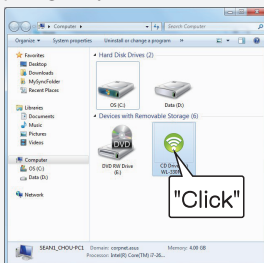 Computer
Search Computer
Organize
System properties
Uninstall or change a program
»
Favorites
Desktop
Downloads
MySyncFolder
Recent Places
Libraries
Documents
Music
Pictures
Videos
Computer
OS (C:)
Data (D:)
Network
Hard Disk Drives (2)
OS (C:)
Data (D:)
Devices with Removable Storage (6)
DVD
DVD RW Drive
(E:)
CD Drive
WL-330N
"Click"
SEAN1_CHOU-PC1
Domain: corpnet.asus
Memory: 4.00 GB
Processor: Intel(R) Core(TM) i7-26...